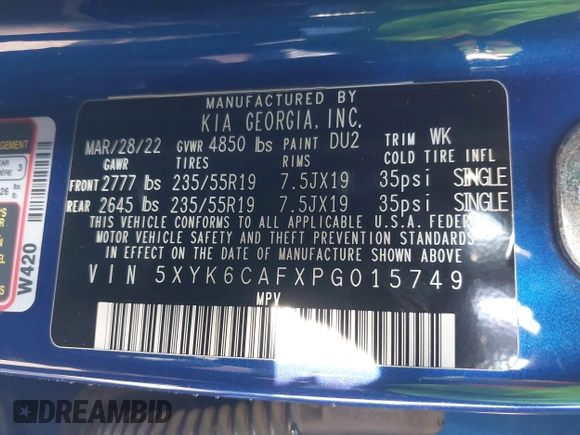 MANUFACTURED BY
KIA GEORGIA, INC.
MAR/28/22 GVWR 4850 lbs PAINT DU2 TRIM WK
GAWR TIRES RIMS COLD TIRE INFL
FRONT 2777 lbs 235/55R19 7.5JX19 35psi SINGLE
REAR 2645 lbs 235/55R19 7.5JX19 35psi SINGLE
THIS VEHICLE CONFORMS TO ALL APPLICABLE U.S.A. FEDERAL
MOTOR VEHICLE SAFETY AND THEFT PREVENTION STANDARDS
IN EFFECT ON THE DATE OF MANUFACTURE SHOWN ABOVE.
VIN 5XYK6CAFXPG015749
MPV
W420
3
26
DREAMBID